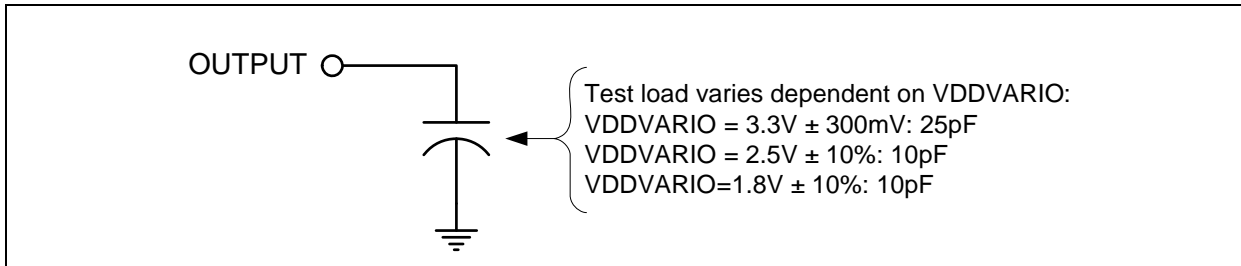 OUTPUT
Test load varies dependent on VDDVARIO:
VDDVARIO = 3.3V ± 300mV: 25pF
VDDVARIO = 2.5V ± 10%: 10pF
VDDVARIO=1.8V ± 10%: 10pF